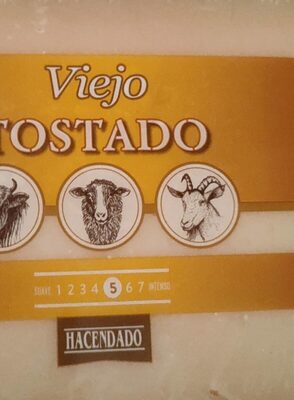 Viejo
TOSTADO
SUAVE 1 2 3 4 5 6 7 INTENSO
HACENDADO